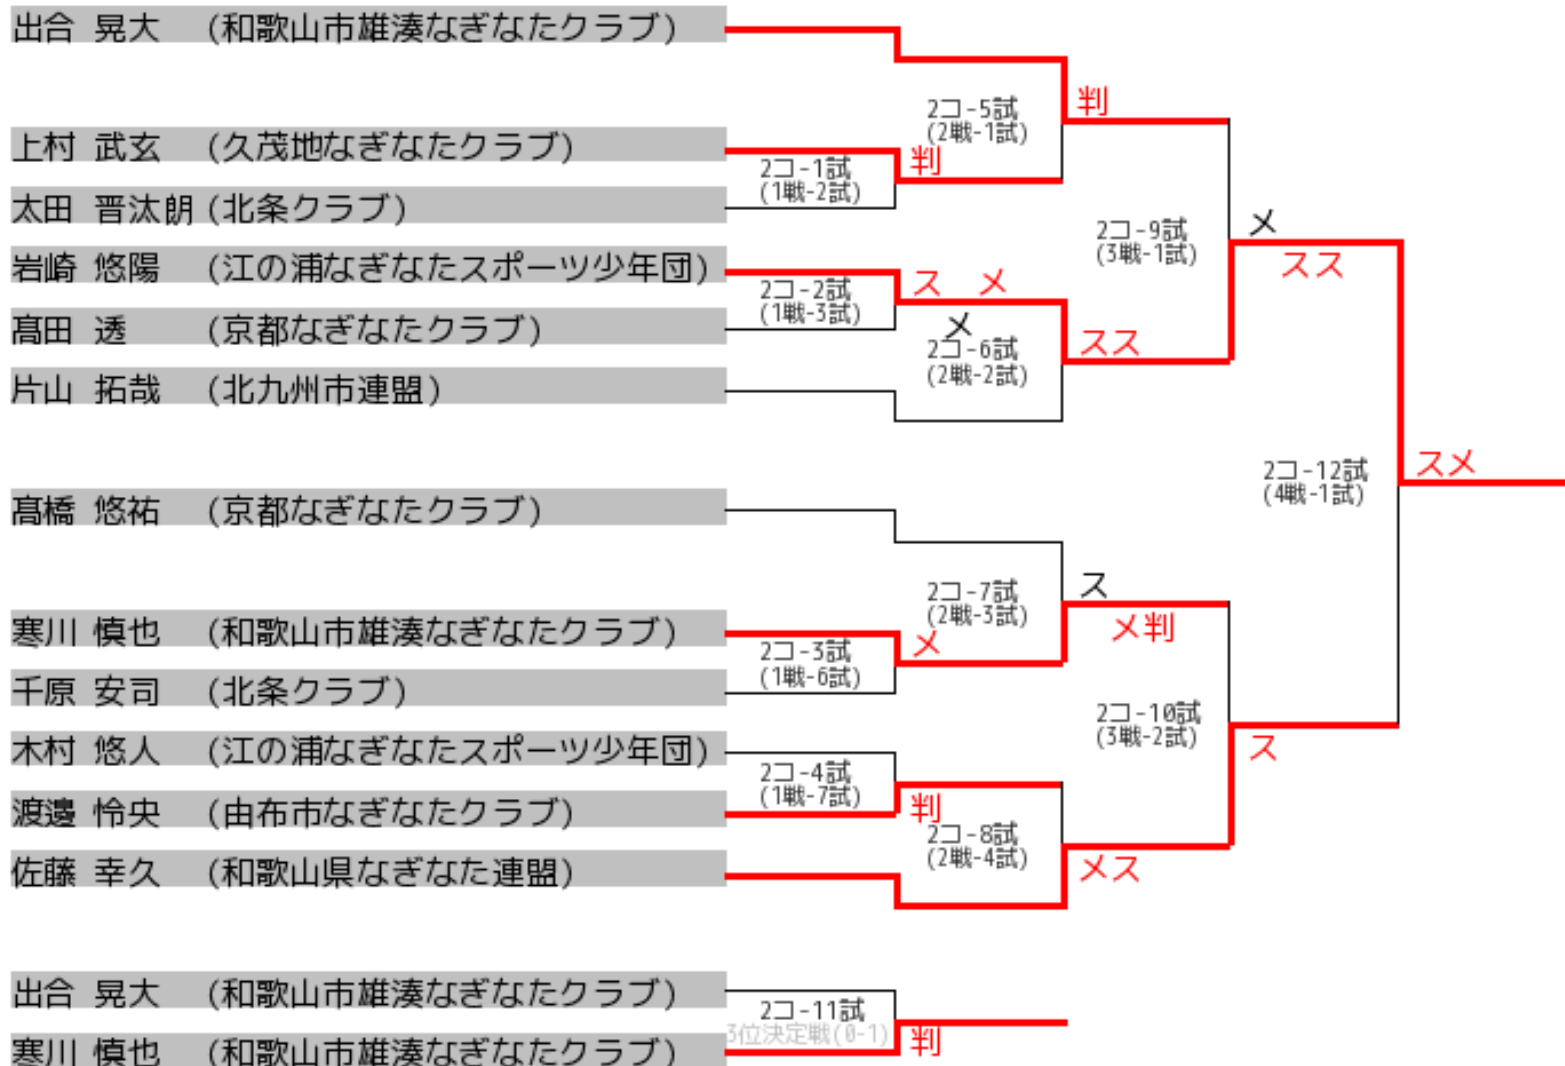 出合 晃大 (和歌山市雄湊なぎなたクラブ)
2コ-5試
(2戦-1試)
判
上村 武玄 (久茂地なぎなたクラブ)
2コ-1試
(1戦-2試)
判
太田 晋汰朗 (北条クラブ)
2コ-9試
(3戦-1試)
メ
スス
岩崎 悠陽 (江の浦なぎなたスポーツ少年団)
2コ-2試
(1戦-3試)
ス メ
メ
髙田 透 (京都なぎなたクラブ)
2コ-6試
(2戦-2試)
スス
片山 拓哉 (北九州市連盟)
2コ-12試
(4戦-1試)
スメ
髙橋 悠祐 (京都なぎなたクラブ)
2コ-7試
(2戦-3試)
ス
メ判
寒川 慎也 (和歌山市雄湊なぎなたクラブ)
2コ-3試
(1戦-6試)
メ
千原 安司 (北条クラブ)
2コ-10試
(3戦-2試)
ス
木村 悠人 (江の浦なぎなたスポーツ少年団)
2コ-4試
(1戦-7試)
判
渡邊 怜央 (由布市なぎなたクラブ)
2コ-8試
(2戦-4試)
メス
佐藤 幸久 (和歌山県なぎなた連盟)
出合 晃大 (和歌山市雄湊なぎなたクラブ)
2コ-11試
3位決定戦(0-1)
判
寒川 慎也 (和歌山市雄湊なぎなたクラブ)